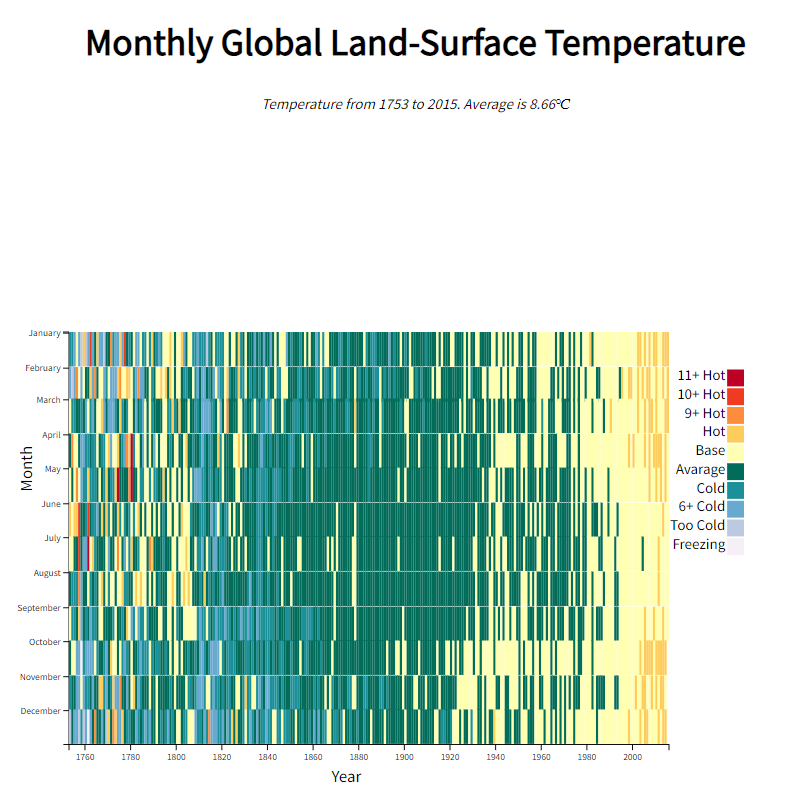 Monthly Global Land-Surface Temperature
Temperature from 1753 to 2015. Average is 8.66℃
January
February
March
April
May
June
July
August
September
October
November
December
Month
1760 1780 1800 1820 1840 1860 1880 1900 1920 1940 1960 1980 2000
Year
11+ Hot
10+ Hot
9+ Hot
Hot
Base
Avarage
Cold
6+ Cold
Too Cold
Freezing